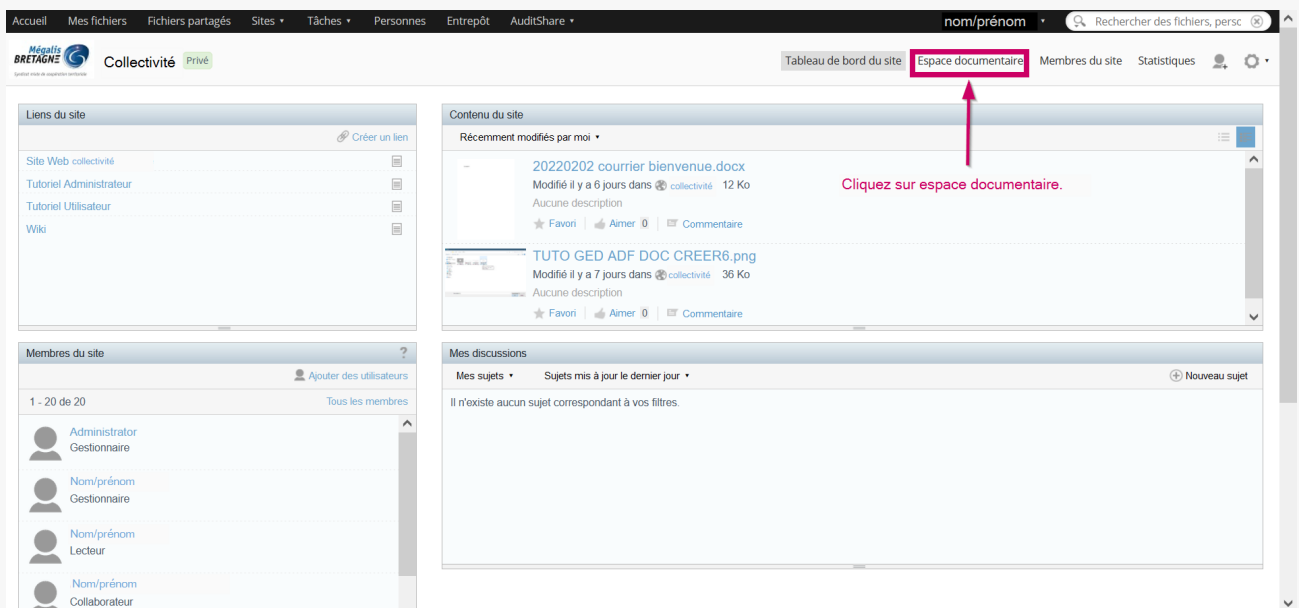 Accueil Mes fichiers Fichiers partagés Sites Tâches Personnes Entrepôt AuditShare nom/prénom Rechercher des fichiers, persc
Mégalis
BRETAGNE
Collectivité Privé
Tableau de bord du site Espace documentaire Membres du site Statistiques
Liens du site
Créer un lien
Site Web collectivité
Tutoriel Administrateur
Tutoriel Utilisateur
Wiki
Contenu du site
Récemment modifiés par moi
20220202 courrier bienvenue.docx
Modifié il y a 6 jours dans collectivité 12 Ko
Aucune description
Favori Aimer 0 Commentaire
TUTO GED ADF DOC CREER6.png
Modifié il y a 7 jours dans collectivité 36 Ko
Aucune description
Favori Aimer 0 Commentaire
Cliquez sur espace documentaire.
Membres du site ?
Ajouter des utilisateurs
1 - 20 de 20 Tous les membres
Administrator
Gestionnaire
Nom/prénom
Gestionnaire
Nom/prénom
Lecteur
Nom/prénom
Collaborateur
Mes discussions
Mes sujets Sujets mis à jour le dernier jour Nouveau sujet
Il n'existe aucun sujet correspondant à vos filtres.